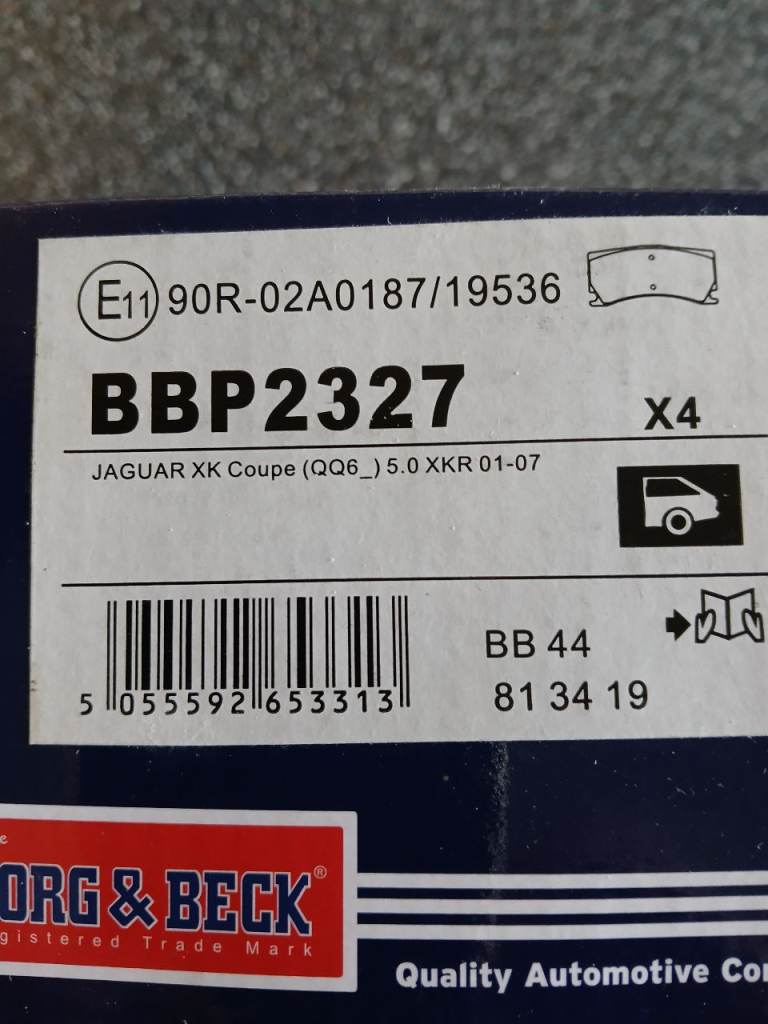 E11 90R-02A0187/19536
BBP2327
X4
JAGUAR XK Coupe (QQ6_) 5.0 XKR 01-07
BB 44
81 34 19
5 055592 653313
ORG & BECK®
gistered Trade Mark
Quality Automotive Co